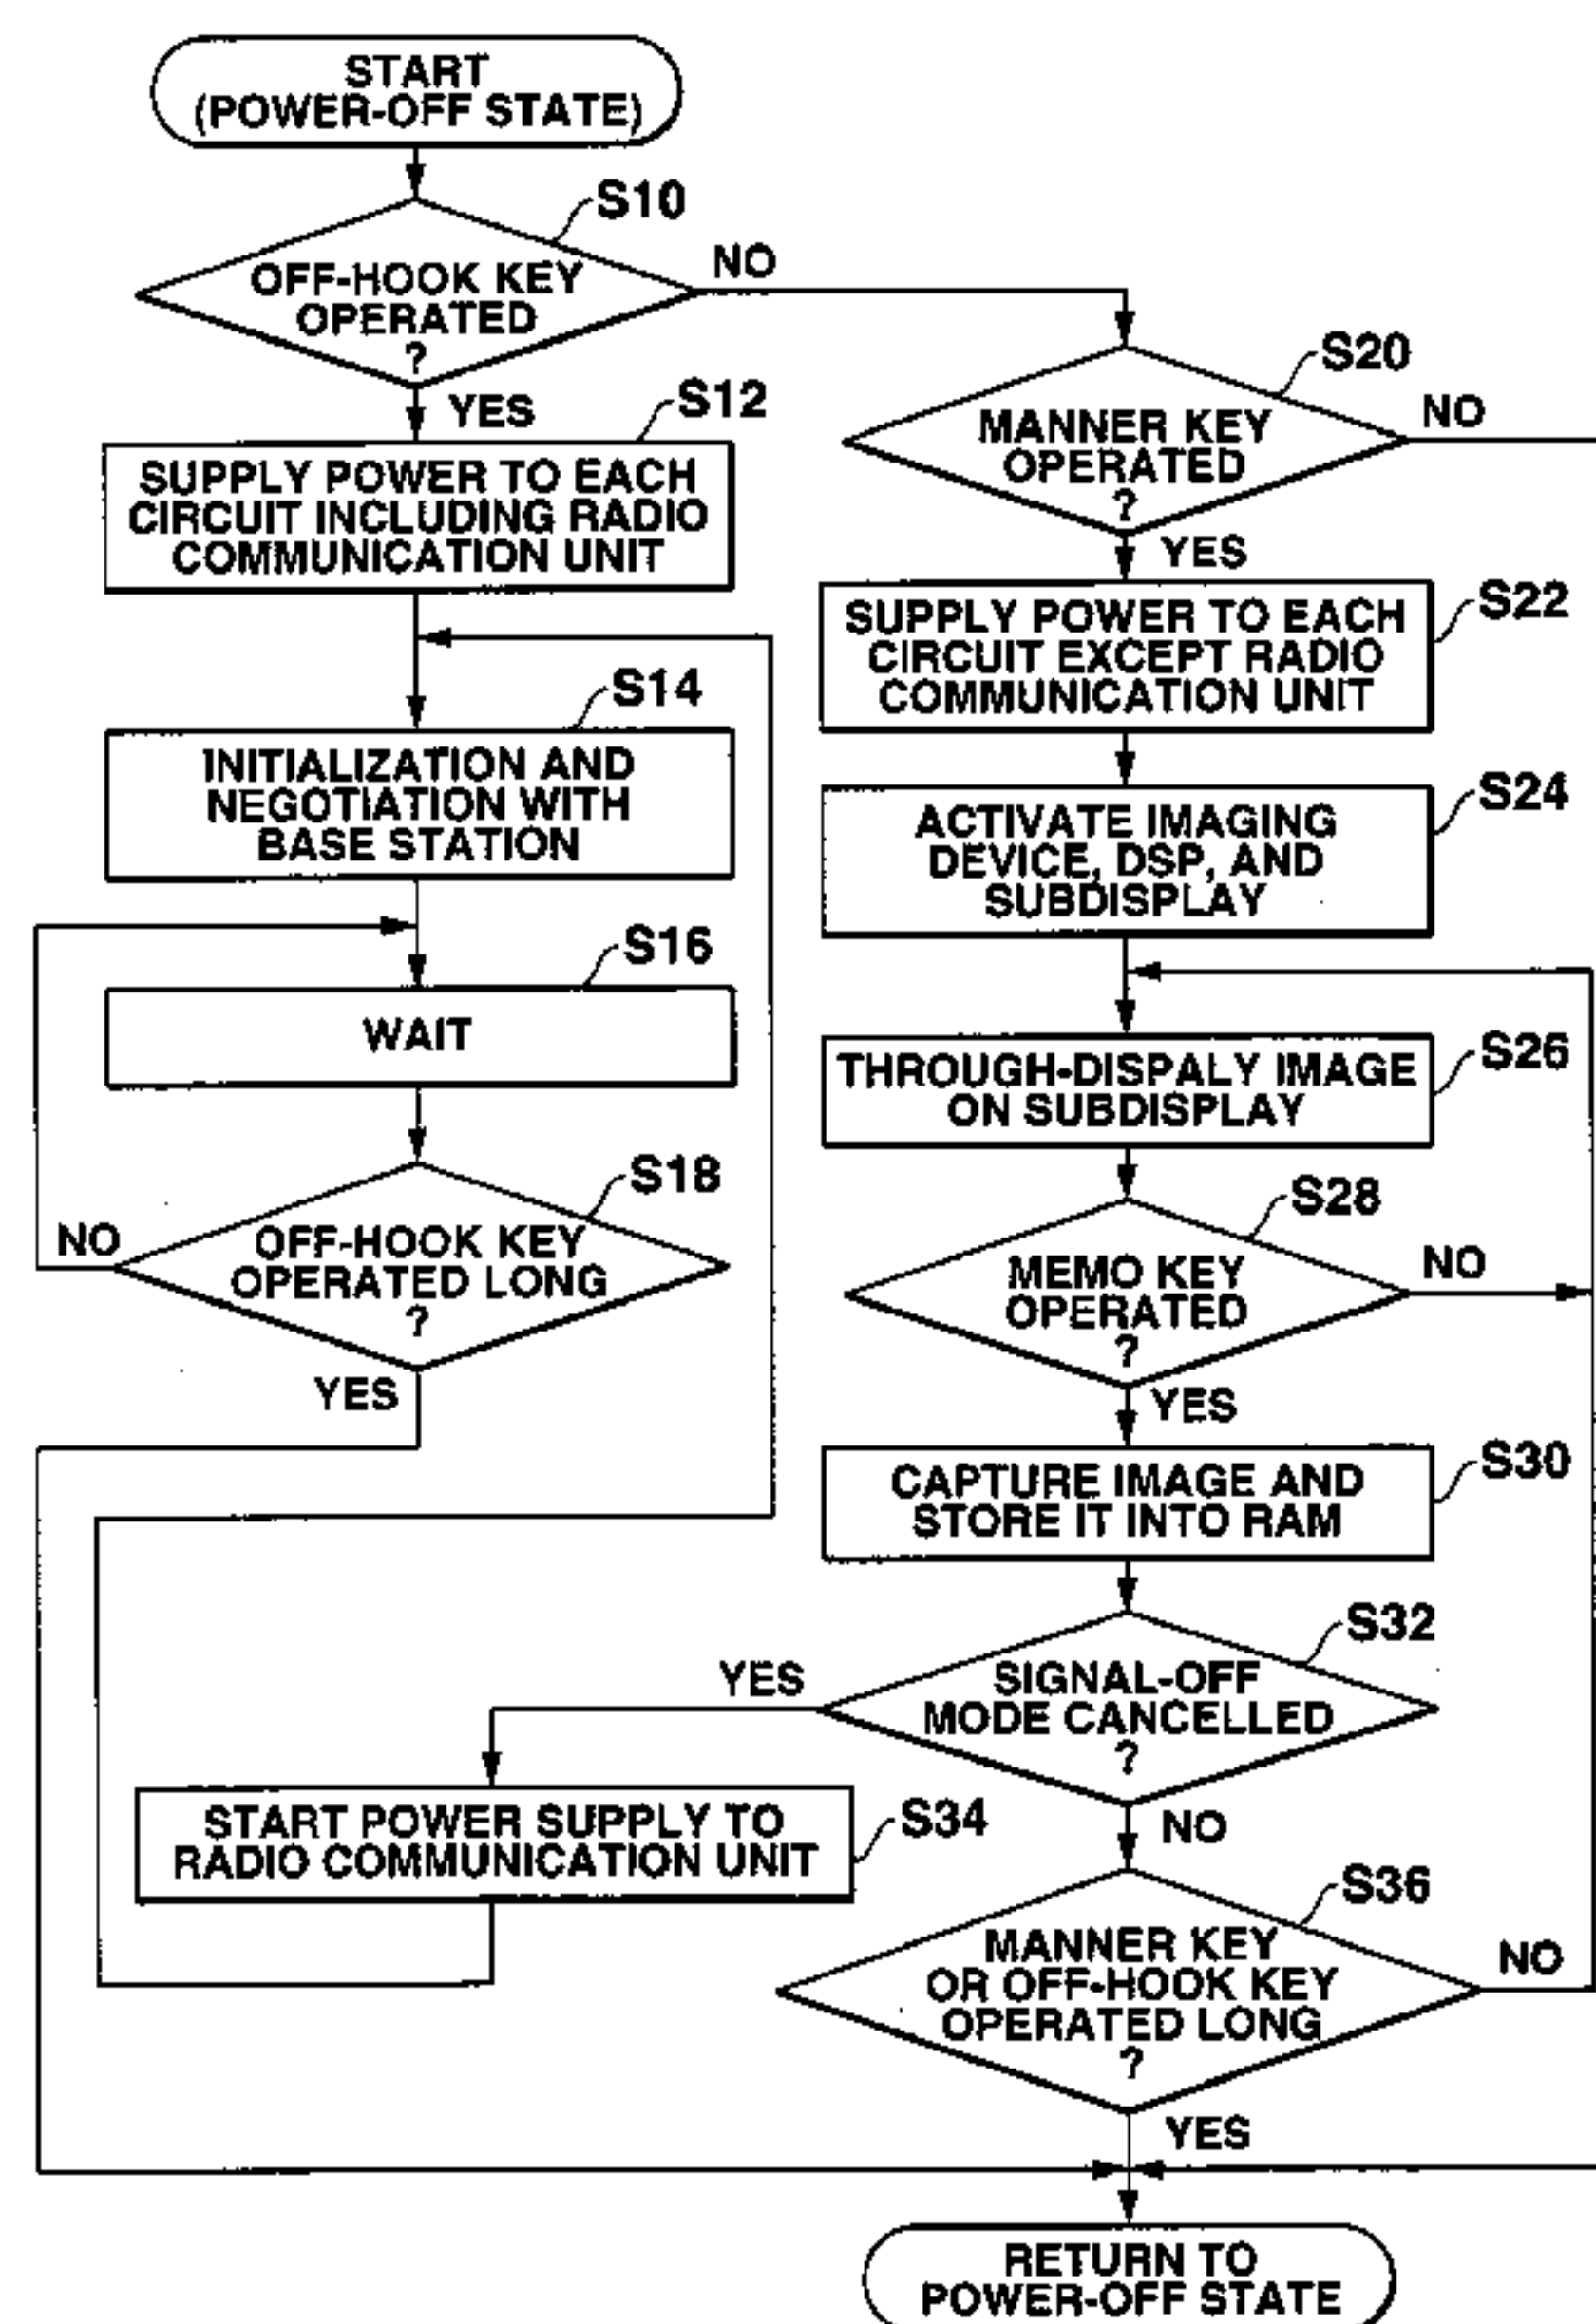 START
(POWER-OFF STATE)
S10
OFF-HOOK KEY
OPERATED
?
NO
YES
S12
SUPPLY POWER TO EACH
CIRCUIT INCLUDING RADIO
COMMUNICATION UNIT
S14
INITIALIZATION AND
NEGOTIATION WITH
BASE STATION
S16
WAIT
S18
OFF-HOOK KEY
OPERATED LONG
?
NO
YES
S20
MANNER KEY
OPERATED
?
NO
YES
S22
SUPPLY POWER TO EACH
CIRCUIT EXCEPT RADIO
COMMUNICATION UNIT
S24
ACTIVATE IMAGING
DEVICE, DSP, AND
SUBDISPLAY
S26
THROUGH-DISPALY IMAGE
ON SUBDISPLAY
S28
MEMO KEY
OPERATED
?
NO
YES
S30
CAPTURE IMAGE AND
STORE IT INTO RAM
S32
SIGNAL-OFF
MODE CANCELLED
?
YES
NO
S34
START POWER SUPPLY TO
RADIO COMMUNICATION UNIT
S36
MANNER KEY
OR OFF-HOOK KEY
OPERATED LONG
?
NO
YES
RETURN TO
POWER-OFF STATE